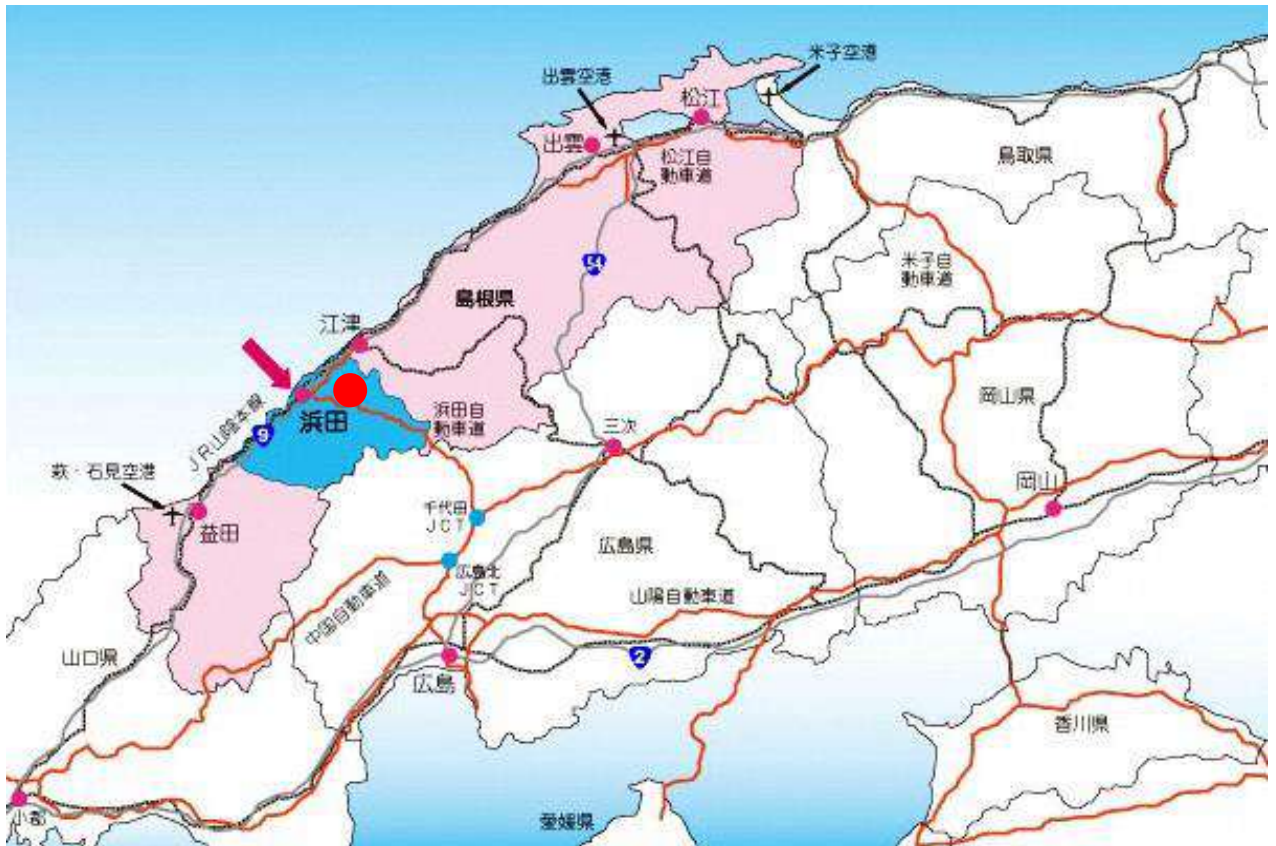 米子空港
出雲空港
松江
出雲
松江自
動車道
鳥取県
54
米子自
動車道
島根県
江津
浜田自
動車道
岡山県
JR山陰本線
9
浜田
三次
萩・石見空港
岡山
千代田
JCT
益田
広島県
広島北
JCT
中国自動車道
山陽自動車道
山口県
2
広島
香川県
小郡
愛媛県